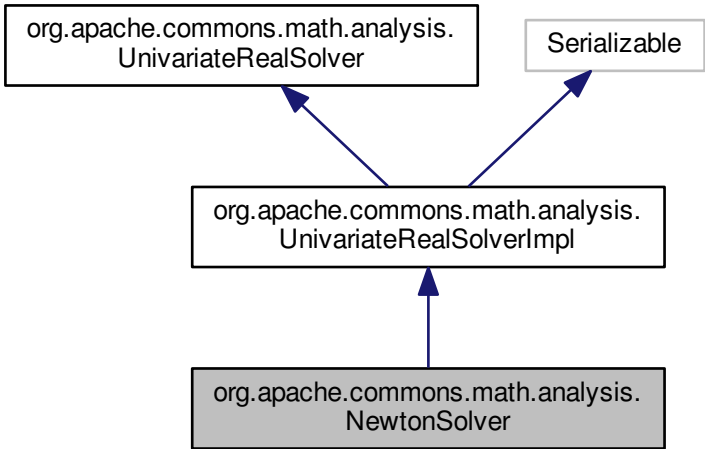 org.apache.commons.math.analysis.
UnivariateRealSolver
Serializable
org.apache.commons.math.analysis.
UnivariateRealSolverImpl
org.apache.commons.math.analysis.
NewtonSolver